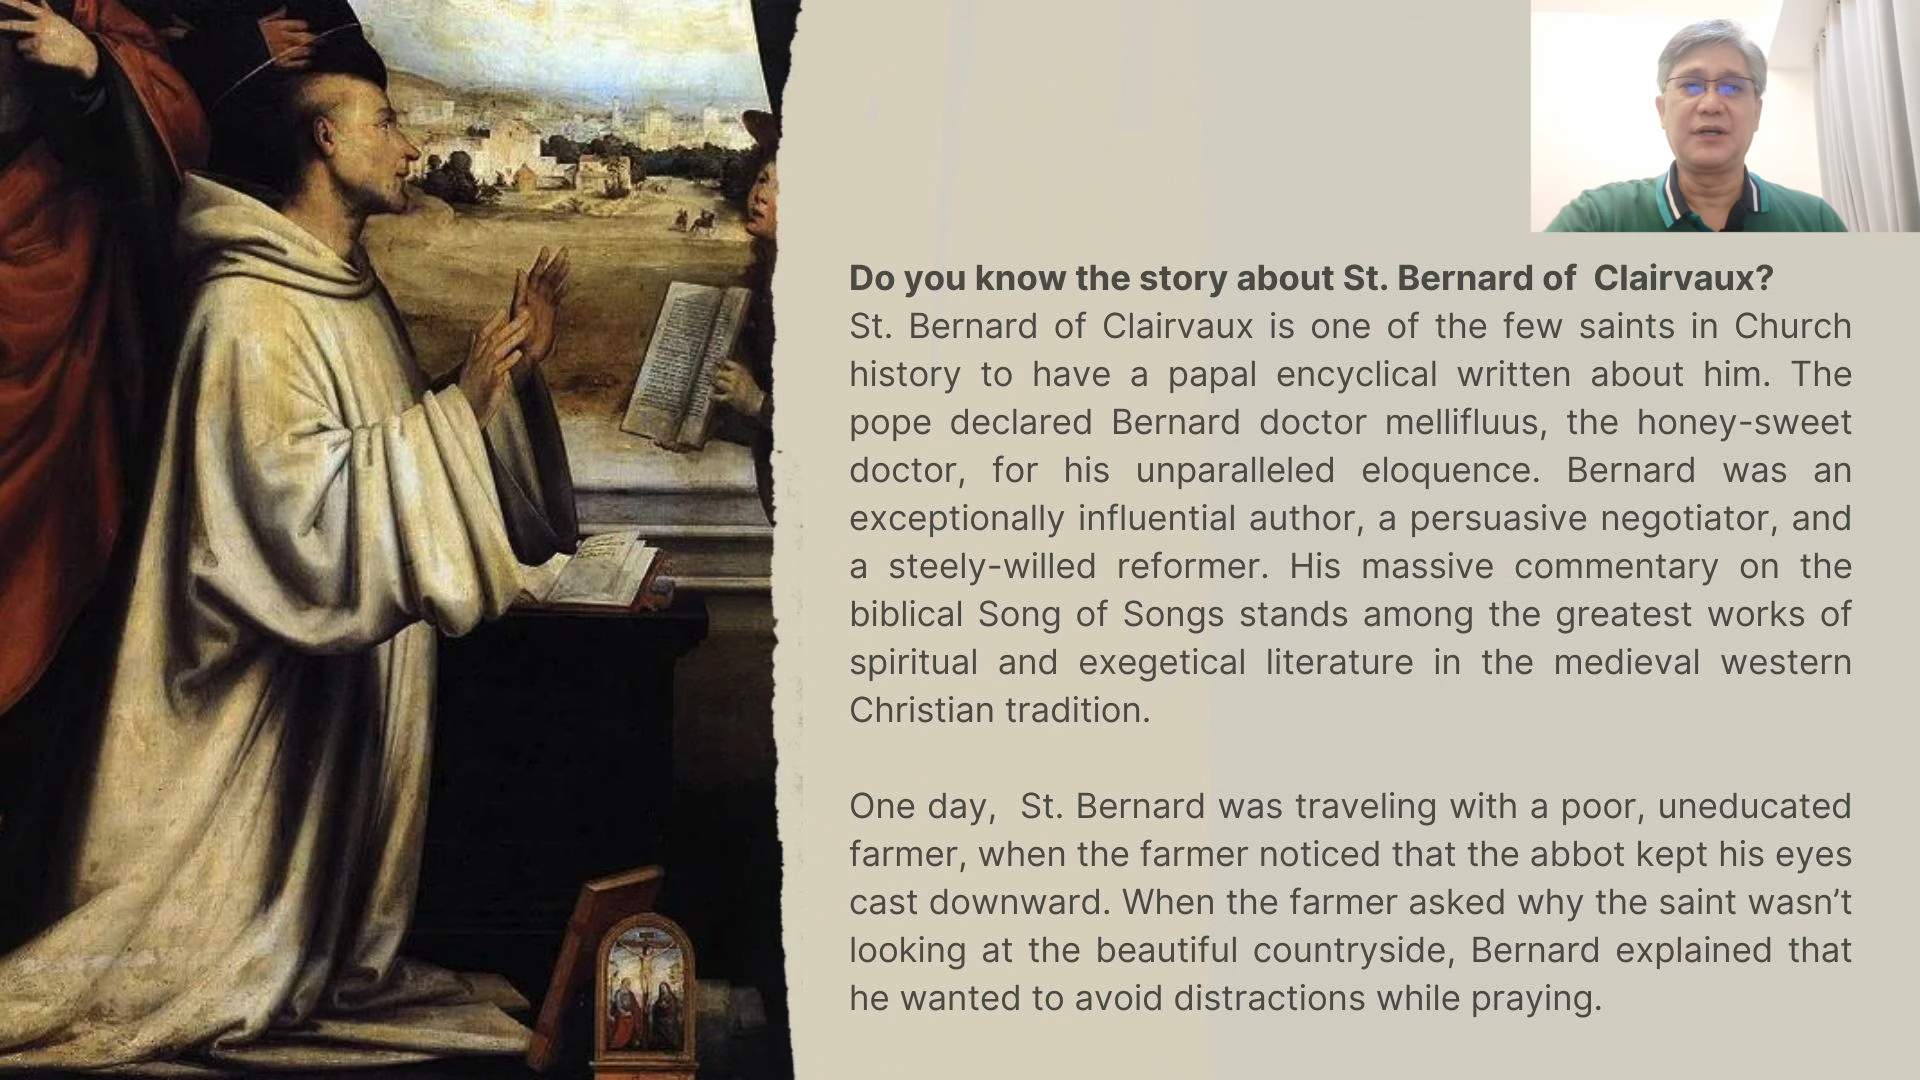 Do you know the story about St. Bernard of  Clairvaux?
St. Bernard of Clairvaux is one of the few saints in Church
history to have a papal encyclical written about him. The
pope declared Bernard doctor mellifluus, the honey-sweet
doctor, for his unparalleled eloquence. Bernard was an
exceptionally influential author, a persuasive negotiator, and
a steely-willed reformer. His massive commentary on the
biblical Song of Songs stands among the greatest works of
spiritual and exegetical literature in the medieval western
Christian tradition.
One day,  St. Bernard was traveling with a poor, uneducated
farmer, when the farmer noticed that the abbot kept his eyes
cast downward. When the farmer asked why the saint wasn’t
looking at the beautiful countryside, Bernard explained that
he wanted to avoid distractions while praying.